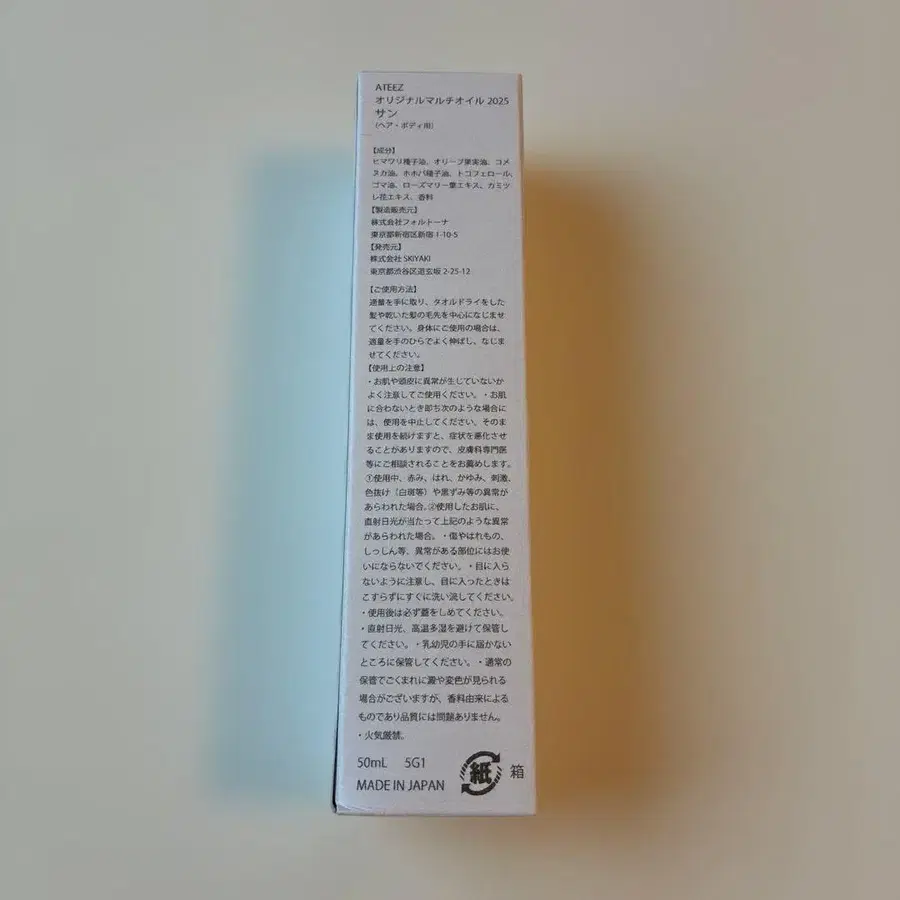 ATEEZ
オリジナルマルチオイル 2025
サン
(ヘア・ボディ用)
【成分】
ヒマワリ種子油、オリーブ果実油、コメ
ヌカ油、ホホバ種子油、トコフェロール、
ゴマ油、ローズマリー葉エキス、カミツ
レ花エキス、香料
【製造販売元】
株式会社フォルトーナ
東京都新宿区新宿 1-10-5
【発売元】
株式会社 SKIYAKI
東京都渋谷区道玄坂 2-25-12
【ご使用方法】
適量を手に取り、タオルドライをした
髪や乾いた髪の毛先を中心になじませ
てください。身体にご使用の場合は、
適量を手のひらでよく伸ばし、なじま
せてください。
【使用上の注意】
・お肌や頭皮に異常が生じていないか
よく注意してご使用ください。・お肌
に合わないとき即ち次のような場合に
は、使用を中止してください。そのま
ま使用を続けますと、症状を悪化させ
ることがありますので、皮膚科専門医
等にご相談されることをお薦めします。
①使用中、赤み、はれ、かゆみ、刺激、
色抜け（白斑等）や黒ずみ等の異常が
あらわれた場合。②使用したお肌に、
直射日光が当たって上記のような異常
があらわれた場合。・傷やはれもの、
しっしん等、異常がある部位にはお使
いにならないでください。・目に入ら
ないように注意し、目に入ったときは
こすらずにすぐに洗い流してください。
・使用後は必ず蓋をしめてください。
・直射日光、高温多湿を避けて保管し
てください。・乳幼児の手に届かない
ところに保管してください。・通常の
保管でごくまれに澱や変色が見られる
場合がございますが、香料由来による
ものであり品質には問題ありません。
・火気厳禁。
50mL 5G1
MADE IN JAPAN
紙 箱